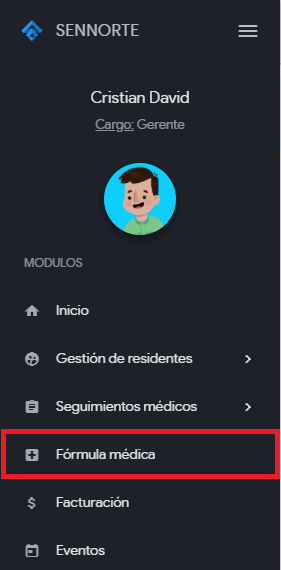 SENNORTE
Cristian David
Cargo: Gerente
MODULOS
Inicio
Gestión de residentes
Seguimientos médicos
Fórmula médica
$ Facturación
Eventos